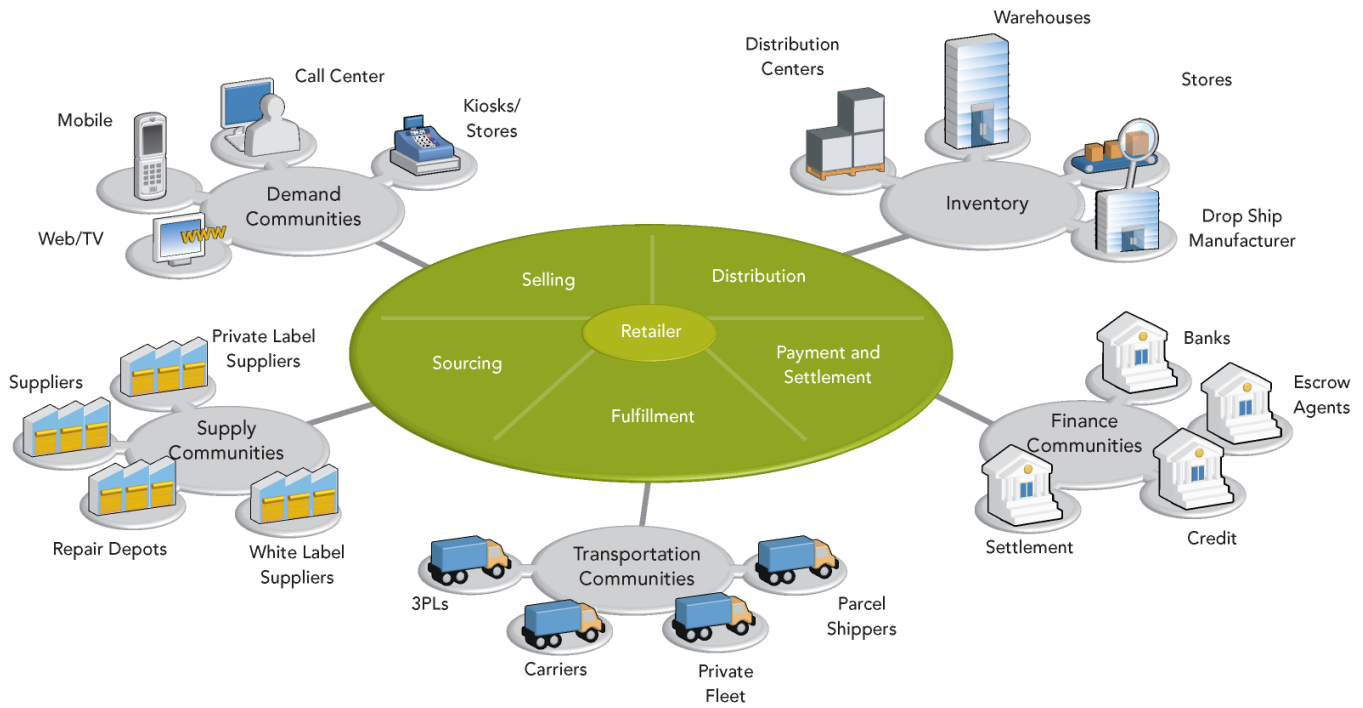 Warehouses
Distribution
Centers
Stores
Call Center
Kiosks/
Stores
Mobile
Demand
Communities
Inventory
Web/TV
www
Drop Ship
Manufacturer
Selling
Distribution
Retailer
Sourcing
Payment and
Settlement
Fulfillment
Private Label
Suppliers
Suppliers
Supply
Communities
Repair Depots
White Label
Suppliers
Banks
Escrow
Agents
Finance
Communities
Settlement
Credit
Transportation
Communities
3PLs
Carriers
Private
Fleet
Parcel
Shippers